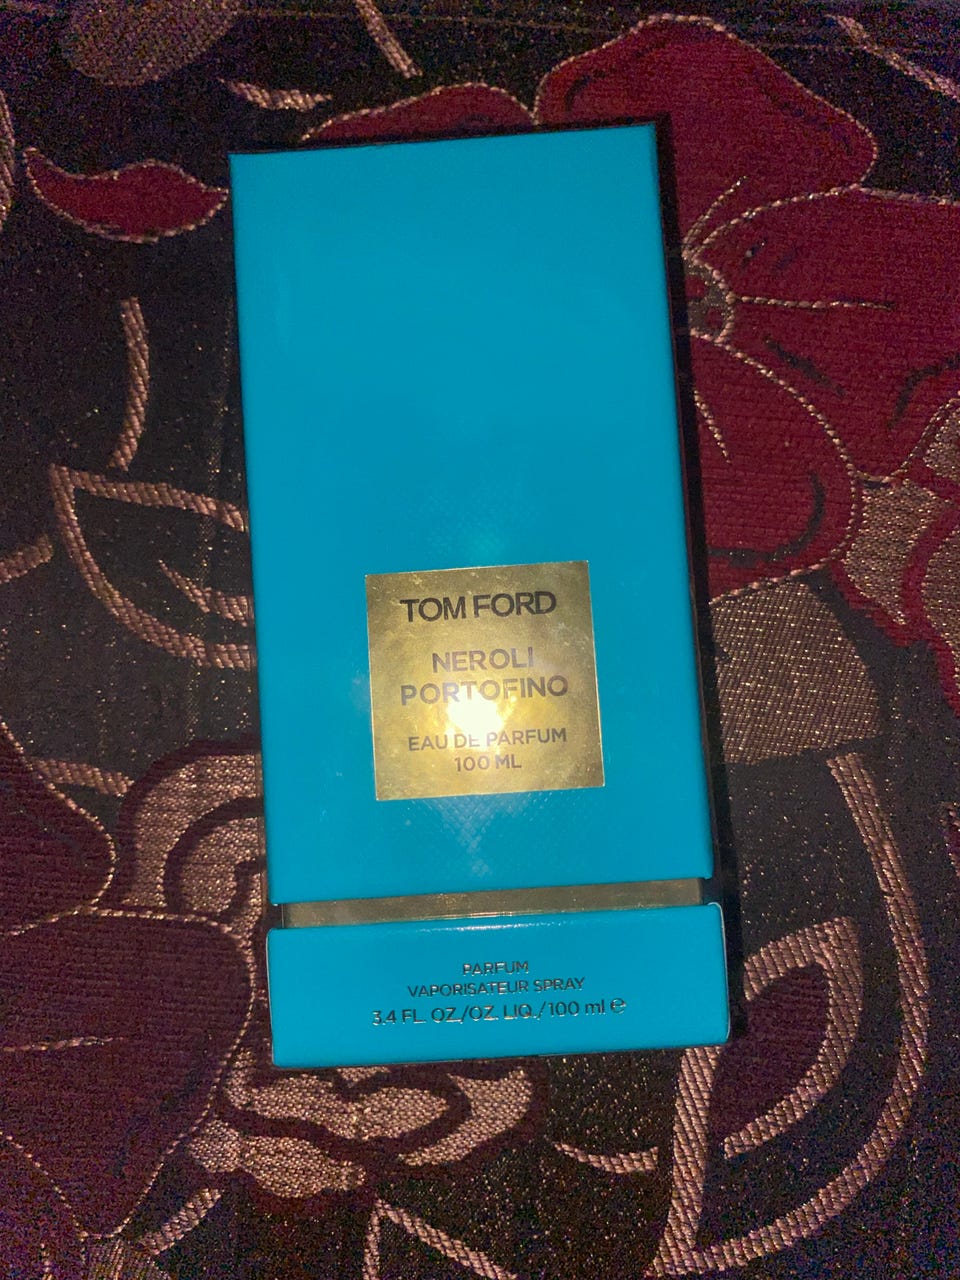 TOM FORD
NEROLI
PORTOFINO
EAU DE PARFUM
100 ML
PARFUM
VAPORISATEUR SPRAY
3.4 FL. OZ./OZ. LIQ./100 ml ℮